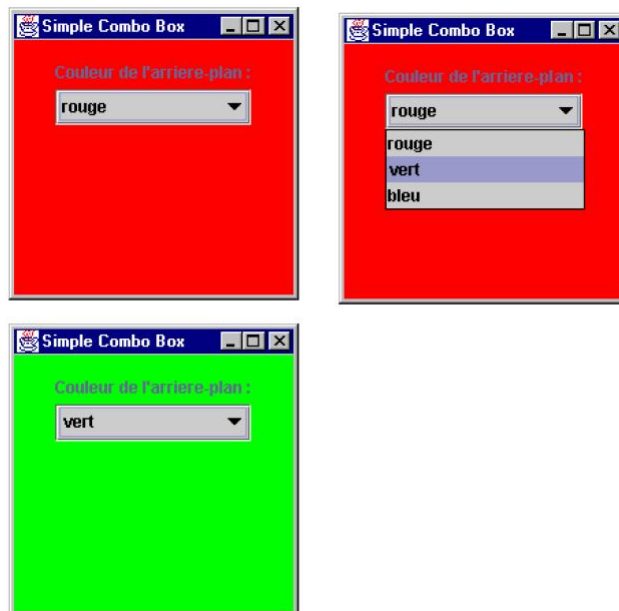 Simple Combo Box
Couleur de l'arriere-plan :
rouge
Simple Combo Box
Couleur de l'arriere-plan :
rouge
rouge
vert
bleu
Simple Combo Box
Couleur de l'arriere-plan :
vert